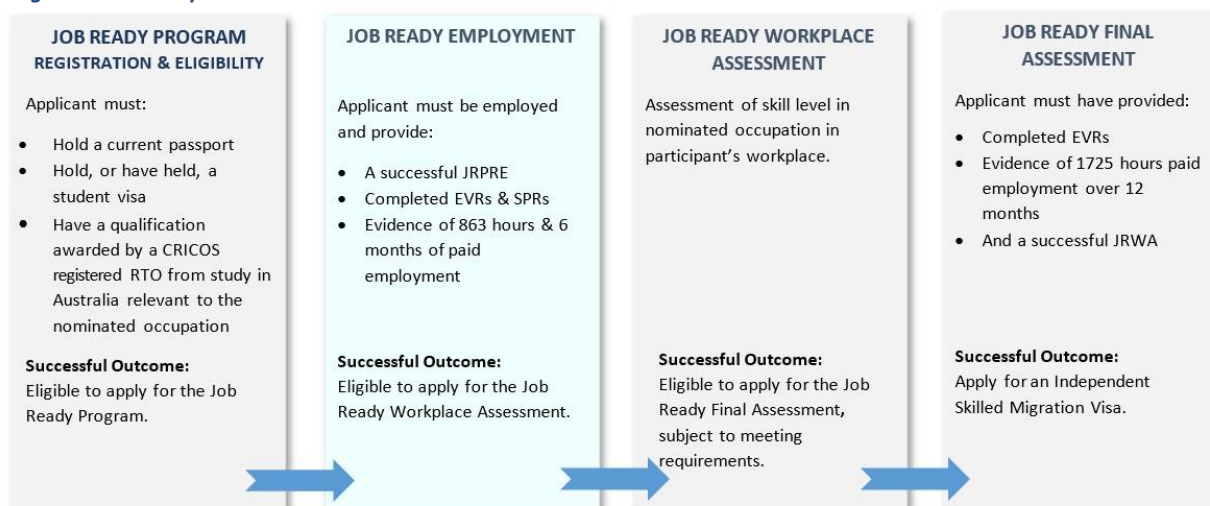 JOB READY PROGRAM
REGISTRATION & ELIGIBILITY
Applicant must:
• Hold a current passport
• Hold, or have held, a
student visa
• Have a qualification
awarded by a CRICOS
registered RTO from study in
Australia relevant to the
nominated occupation
Successful Outcome:
Eligible to apply for the Job
Ready Program.
JOB READY EMPLOYMENT
Applicant must be employed
and provide:
• A successful JRPRE
• Completed EVRs & SPRs
• Evidence of 863 hours & 6
months of paid
employment
Successful Outcome:
Eligible to apply for the Job
Ready Workplace Assessment.
JOB READY WORKPLACE
ASSESSMENT
Assessment of skill level in
nominated occupation in
participant's workplace.
Successful Outcome:
Eligible to apply for the Job
Ready Final Assessment,
subject to meeting
requirements.
JOB READY FINAL
ASSESSMENT
Applicant must have provided:
• Completed EVRs
• Evidence of 1725 hours paid
employment over 12
months
• And a successful JRWA
Successful Outcome:
Apply for an Independent
Skilled Migration Visa.